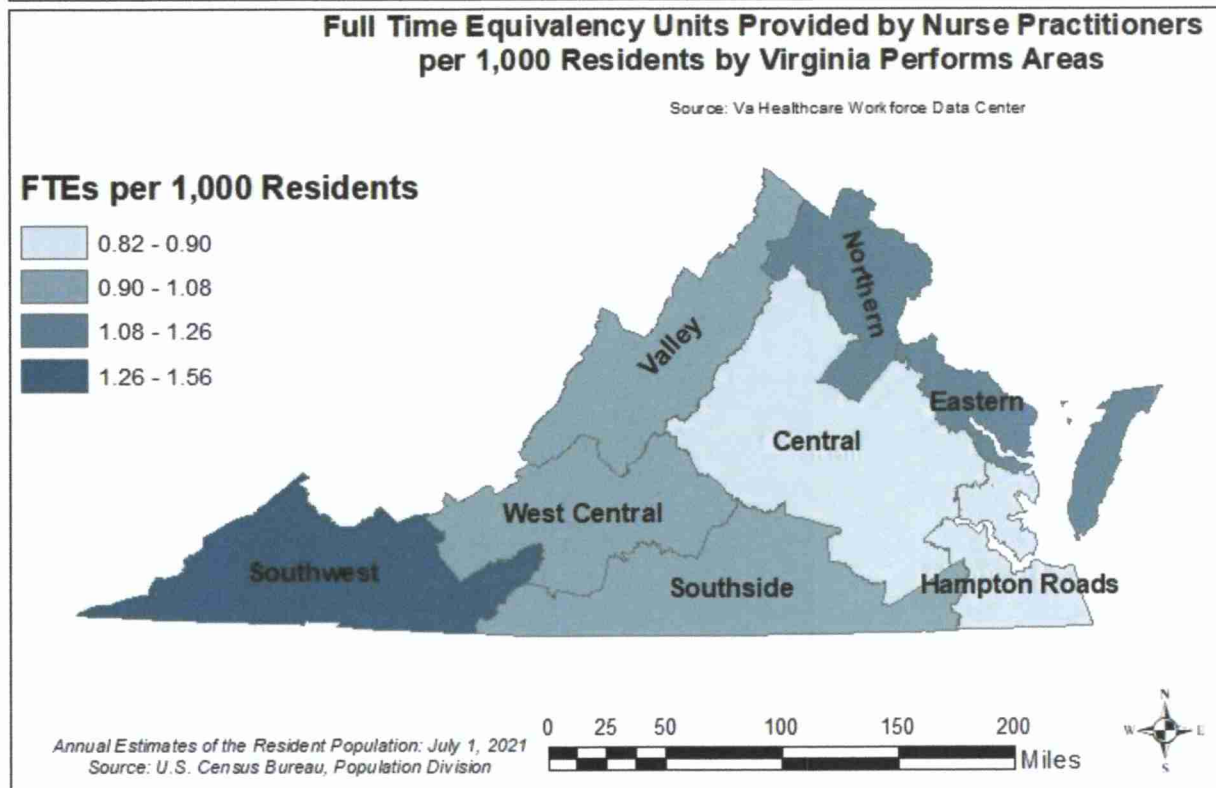 Full Time Equivalency Units Provided by Nurse Practitioners
per 1,000 Residents by Virginia Performs Areas
Source: Va Healthcare Workforce Data Center
FTEs per 1,000 Residents
0.82 - 0.90
0.90 - 1.08
1.08 - 1.26
1.26 - 1.56
Northern
Valley
Eastern
Central
West Central
Southwest
Southside
Hampton Roads
Annual Estimates of the Resident Population: July 1, 2021
Source: U.S. Census Bureau, Population Division
0 25 50 100 150 200
Miles
N
W E
S